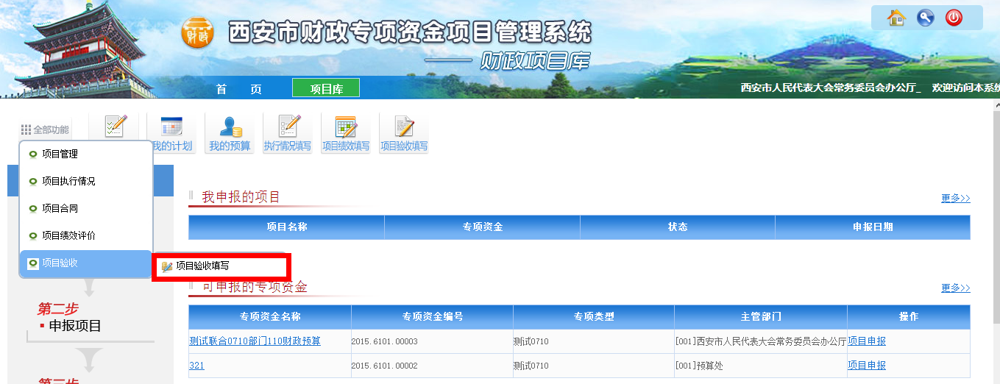 财政
西安市财政专项资金项目管理系统
财政项目库
首 页
项目库
西安市人民代表大会常务委员会办公厅_ 欢迎访问本系统
全部功能
我的计划
我的预算
执行情况填写
项目绩效填写
项目验收填写
项目管理
项目执行情况
项目合同
项目绩效评价
项目验收
项目验收填写
第二步
申报项目
第三步
我申报的项目
更多>>
项目名称 专项资金 状态 申报日期
可申报的专项资金
更多>>
专项资金名称 专项资金编号 专项类型 主管部门 操作
测试联合0710部门110财政预算 2015.6101.00003 测试0710 [001]西安市人民代表大会常务委员会办公厅 项目申报
321 2015.6101.00002 测试0710 [001]预算处 项目申报